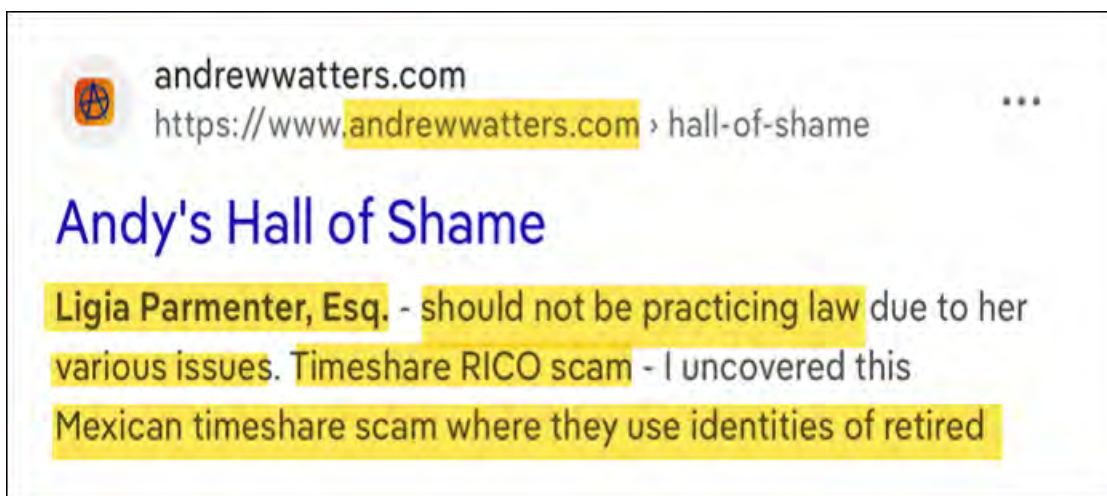 andrewwatters.com
https://www.andrewwatters.com › hall-of-shame
Andy's Hall of Shame
Ligia Parmenter, Esq. - should not be practicing law due to her
various issues. Timeshare RICO scam - I uncovered this
Mexican timeshare scam where they use identities of retired